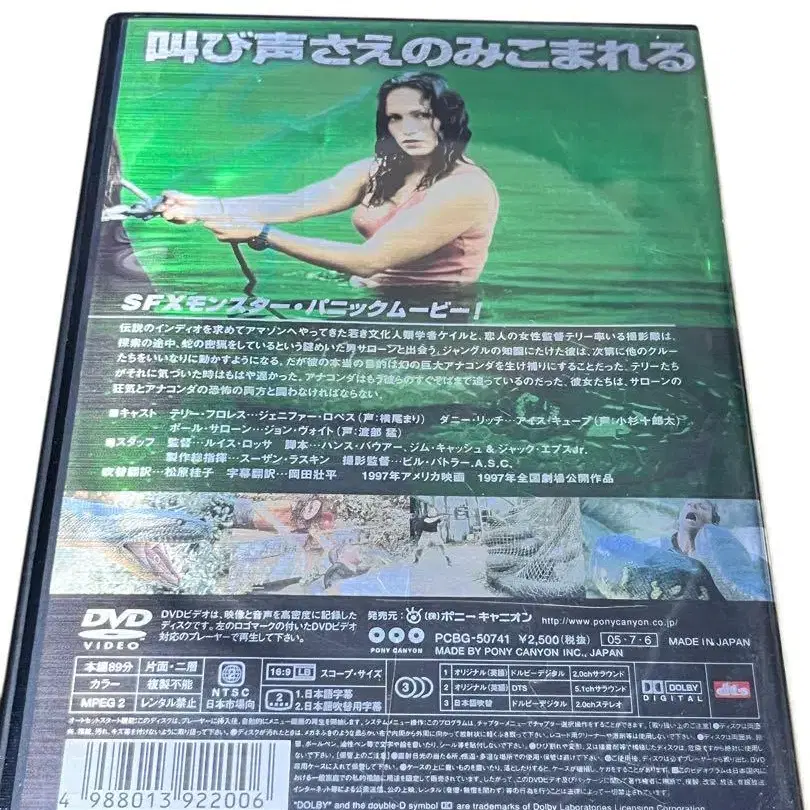 叫び声さえのみこまれる
SFXモンスター・パニックムービー!
伝説のインディオを求めてアマゾンへやってきた若き文化人類学者ケイルと、恋人の女性監督テリー率いる撮影隊は、
探索の途中、蛇の密猟をしているという謎めいた男サローンと出会う。ジャングルの知識にたけた彼は、次第に他のクルー
たちをいいなりに動かすようになる。だが彼の本当の目的は幻の巨大アナコンダを生け捕りにすることだった。テリーたち
がそれに気づいた時はもはや遅かった。アナコンダはもう彼らのすぐそばまで迫っているのだった。彼女たちは、サローンの
狂気とアナコンダの恐怖の両方と闘わなければならない。
■キャスト テリー・フロレス…ジェニファー・ロペス(声:横尾まり) ダニー・リッチ…アイス・キューブ(声:小杉十郎太)
ポール・サローン…ジョン・ヴォイト(声:渡部 猛)
■スタッフ 監督…ルイス・ロッサ 脚本…ハンス・バウアー、ジム・キャッシュ&ジャック・エプスJr.
製作総指揮…スーザン・ラスキン 撮影監督…ビル・バトラー.A.S.C.
吹替翻訳…松原桂子 字幕翻訳…岡田壯平 1997年アメリカ映画 1997年全国劇場公開作品
DVD VIDEO
DVDビデオは、映像と音声を高密度に記録した
ディスクです。左のロゴマークの付いたDVDビデオ
対応のプレーヤーで再生して下さい。
発売元: (株)ポニーキャニオン http://www.ponycanyon.co.jp/
PONY CANYON
PCBG-50741 ¥2,500(税抜) 05・7・6 MADE IN JAPAN
MADE BY PONY CANYON INC., JAPAN
本編89分 片面・二層
カラー 複製不能
MPEG 2 レンタル禁止
2 NTSC 日本市場向
16:9 LB スコープ・サイズ
2 1.日本語字幕
2.日本語吹替用字幕
3
1 オリジナル(英語) ドルビーデジタル 2.0chサラウンド
2 オリジナル(英語) DTS 5.1chサラウンド
3 日本語吹替 ドルビーデジタル 2.0chステレオ
DOLBY DIGITAL
dts
4 988013 922006
"DOLBY" and the double-D symbol are trademarks of Dolby Laboratories Licensing Corporation.